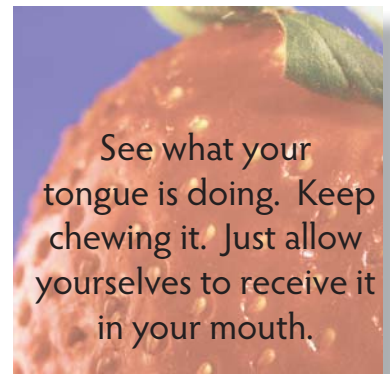 See what your
tongue is doing.  Keep
chewing it.  Just allow
yourselves to receive it
in your mouth.